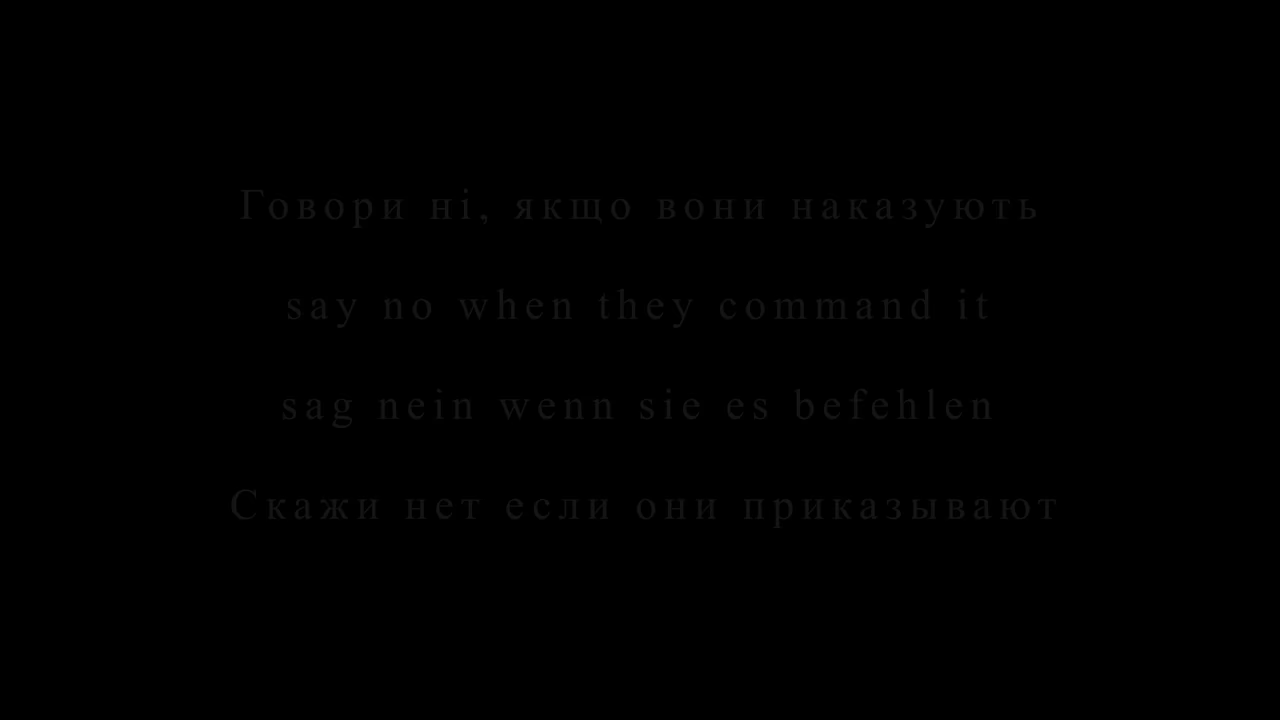 Говори ні, якщо вони наказують
say no when they command it
sag nein wenn sie es befehlen
Скажи нет если они приказывают